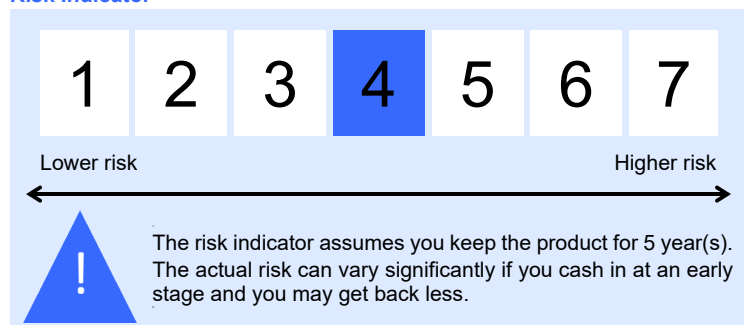 Risk Indicator
1 2 3 4 5 6 7
Lower risk Higher risk
!
The risk indicator assumes you keep the product for 5 year(s).
The actual risk can vary significantly if you cash in at an early
stage and you may get back less.